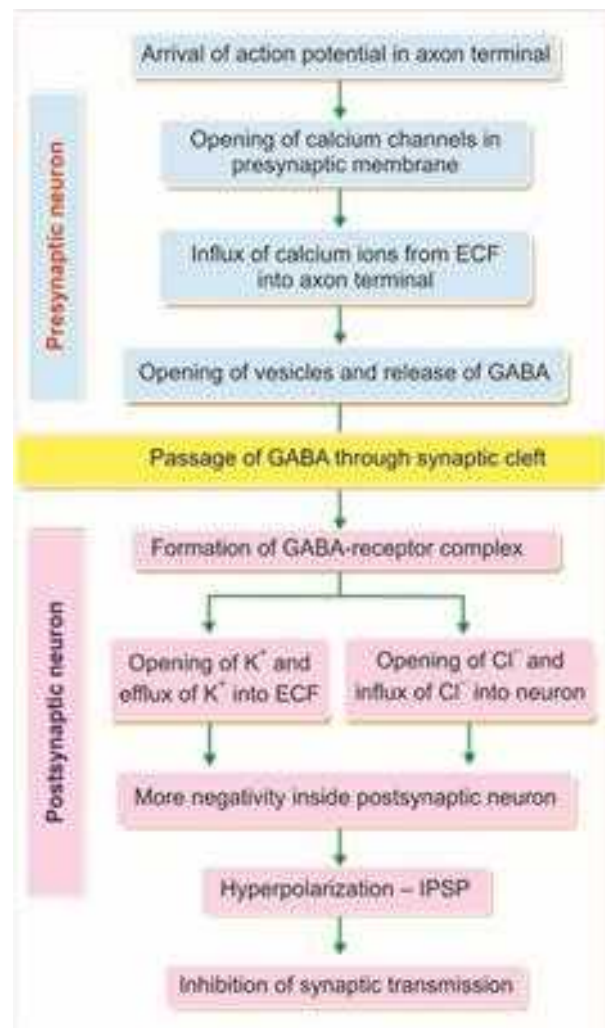 Arrival of action potential in axon terminal
Presynaptic neuron
Opening of calcium channels in
presynaptic membrane
Influx of calcium ions from ECF
into axon terminal
Opening of vesicles and release of GABA
Passage of GABA through synaptic cleft
Postsynaptic neuron
Formation of GABA-receptor complex
Opening of K⁺ and
efflux of K⁺ into ECF
Opening of Cl⁻ and
influx of Cl⁻ into neuron
More negativity inside postsynaptic neuron
Hyperpolarization – IPSP
Inhibition of synaptic transmission